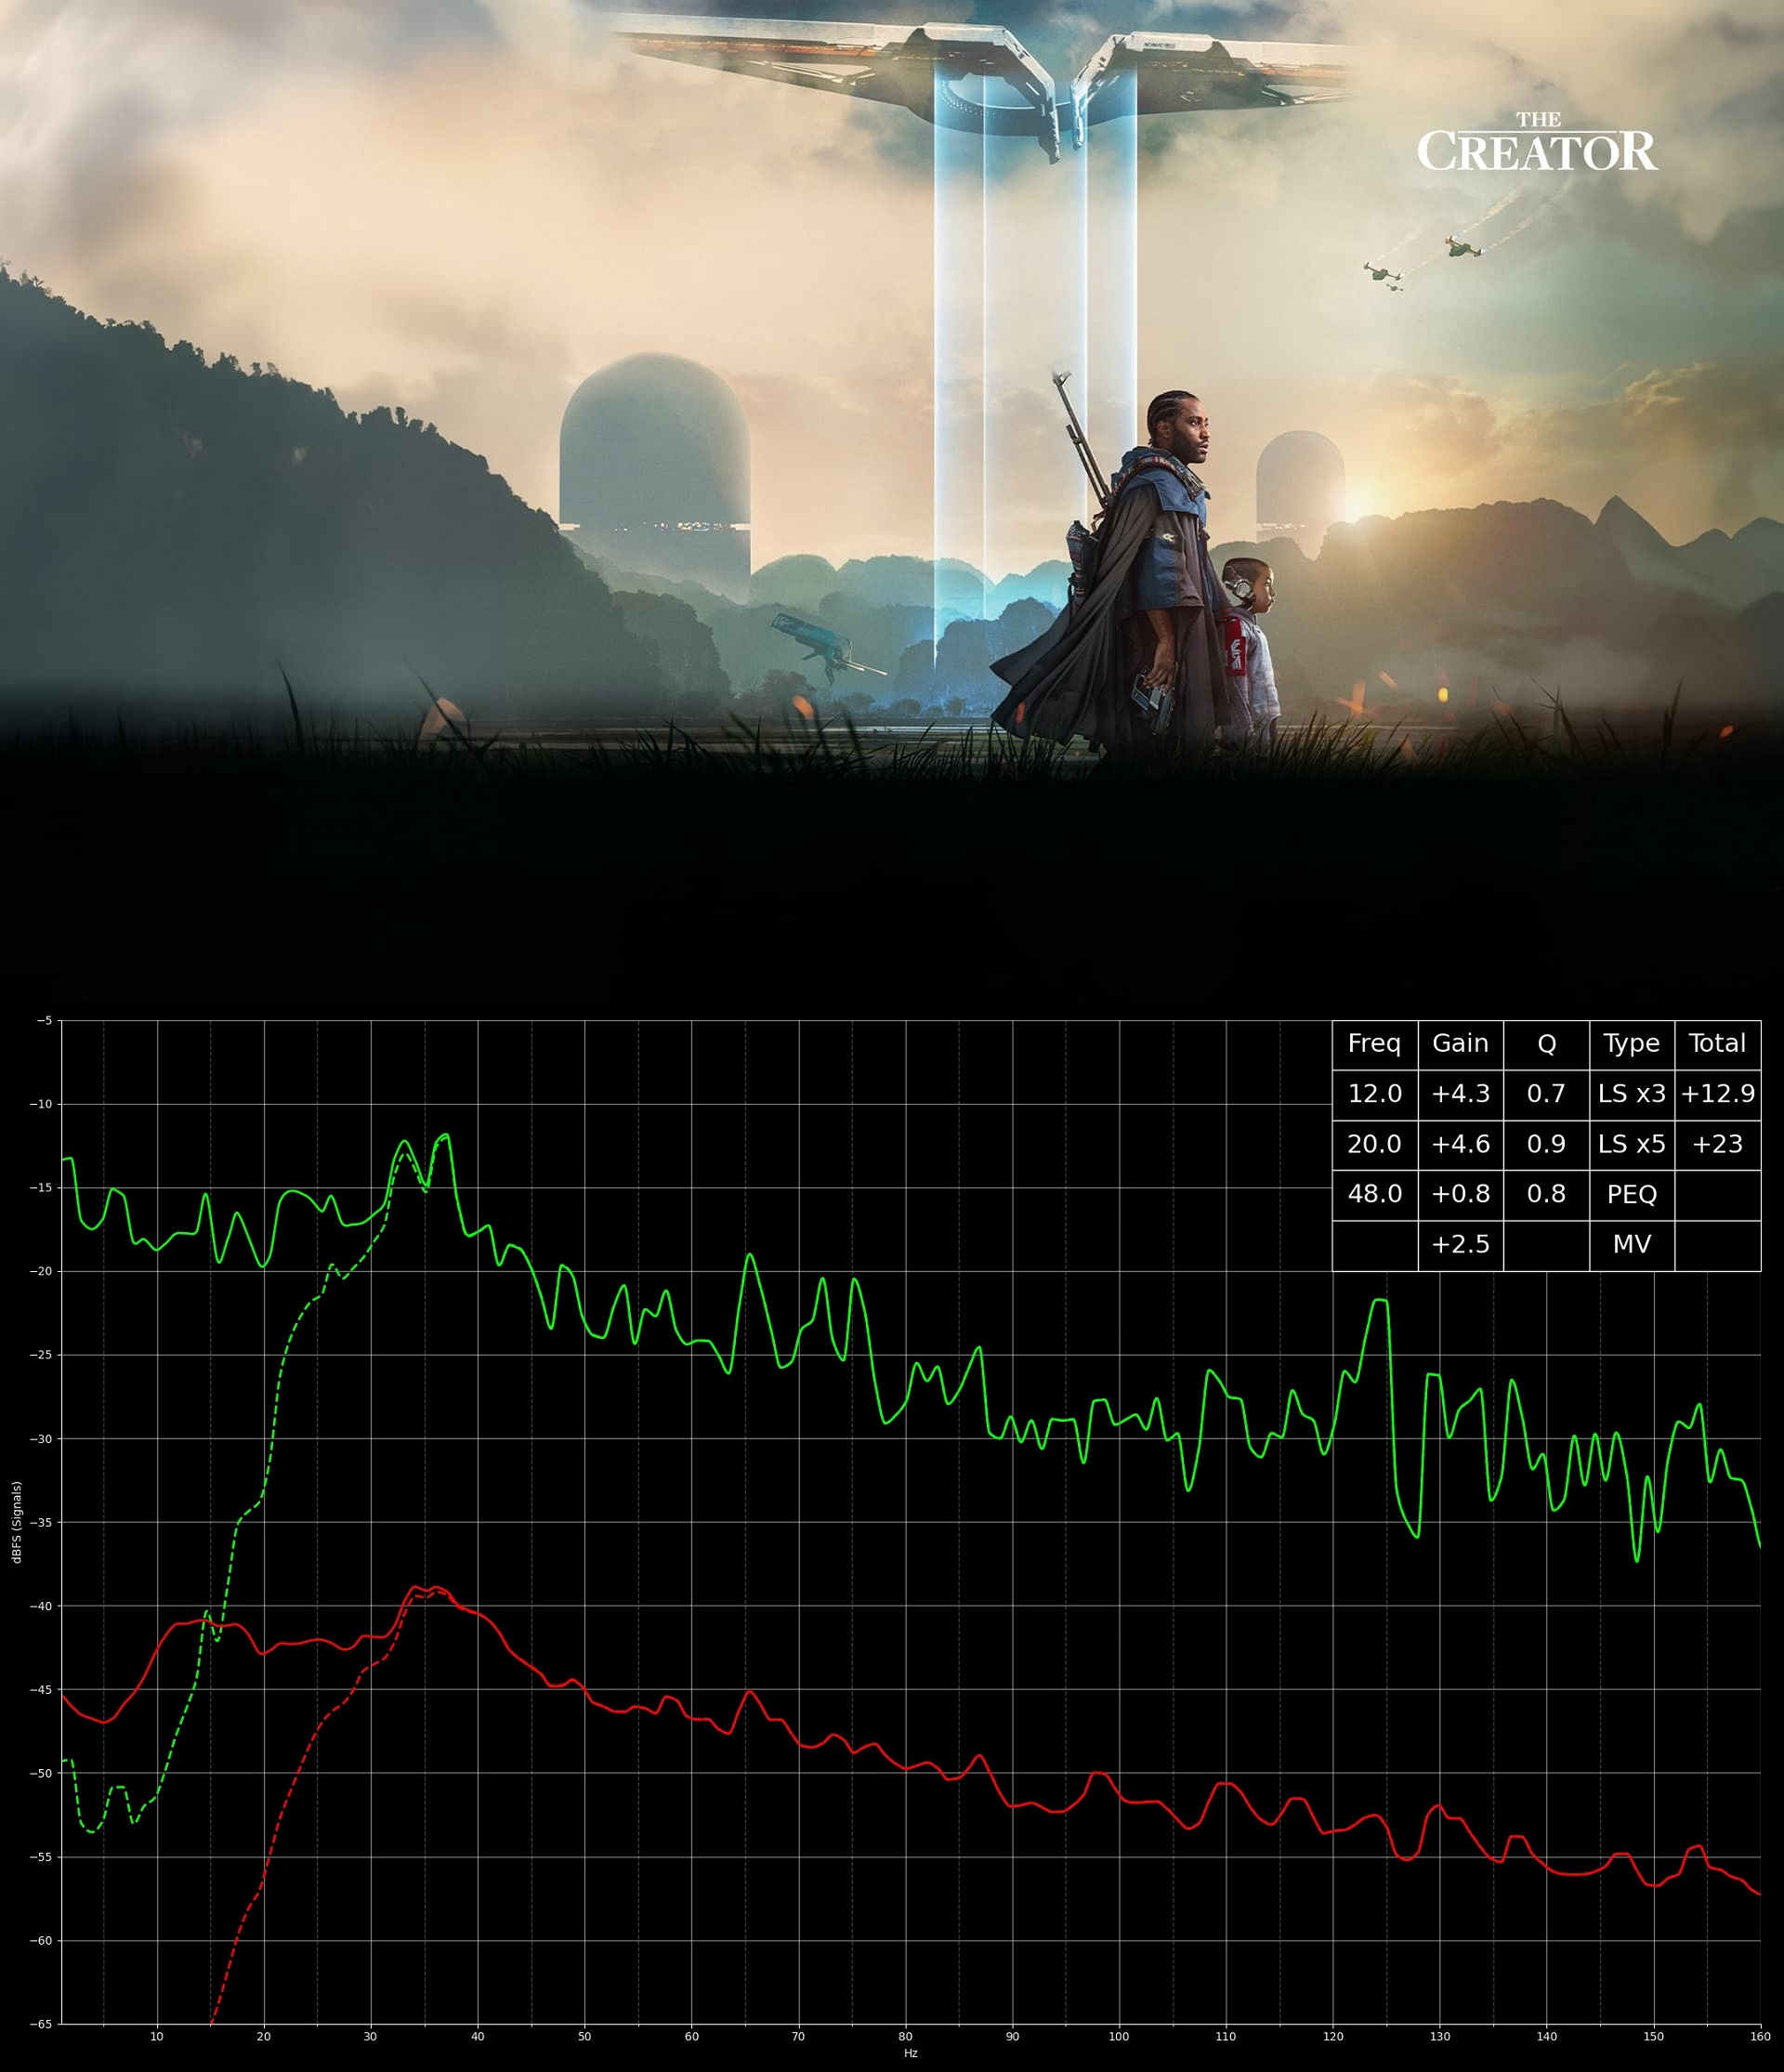 THE
CREATOR
Freq Gain Q Type Total
12.0 +4.3 0.7 LS x3 +12.9
20.0 +4.6 0.9 LS x5 +23
48.0 +0.8 0.8 PEQ
+2.5 MV
−5
−10
−15
−20
−25
−30
−35
−40
−45
−50
−55
−60
−65
dBFS (Signals)
10 20 30 40 50 60 70 80 90 100 110 120 130 140 150 160
Hz